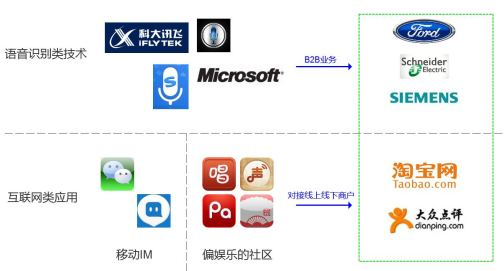 语音识别类技术
科大讯飞
IFLYTEK
S
Microsoft
B2B业务
Ford
Schneider
Electric
SIEMENS
互联网类应用
移动IM
唱
声
Pa
偏娱乐的社区
对接线上线下商户
淘宝网
Taobao.com
大众点评
dianping.com